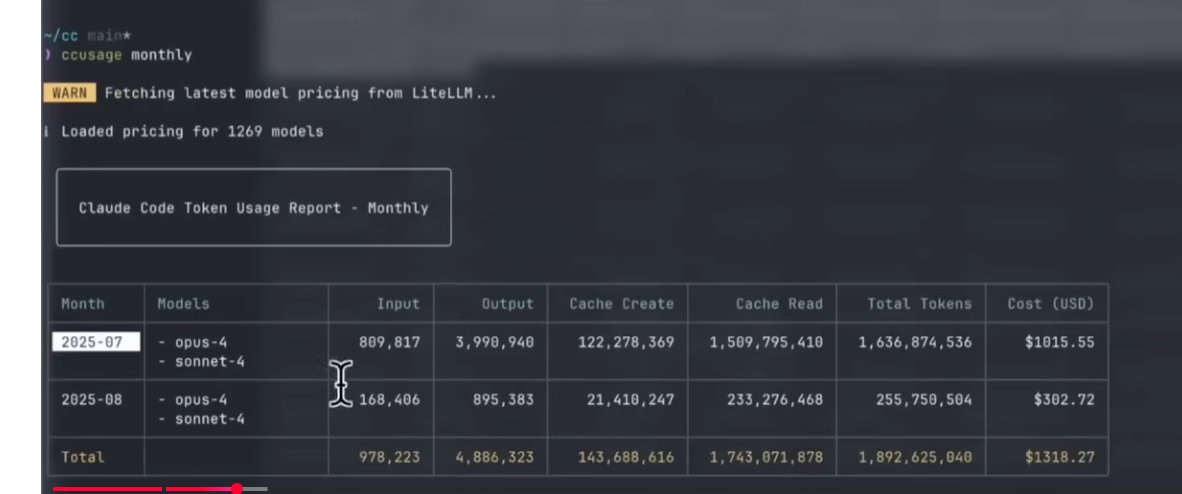 ~/cc main*
❯ ccusage monthly
WARN Fetching latest model pricing from LiteLLM...
ℹ Loaded pricing for 1269 models
Claude Code Token Usage Report - Monthly
Month Models Input Output Cache Create Cache Read Total Tokens Cost (USD)
2025-07 - opus-4 809,817 3,990,940 122,278,369 1,509,795,410 1,636,874,536 $1015.55
- sonnet-4
2025-08 - opus-4 168,406 895,383 21,410,247 233,276,468 255,750,504 $302.72
- sonnet-4
Total 978,223 4,886,323 143,688,616 1,743,071,878 1,892,625,040 $1318.27